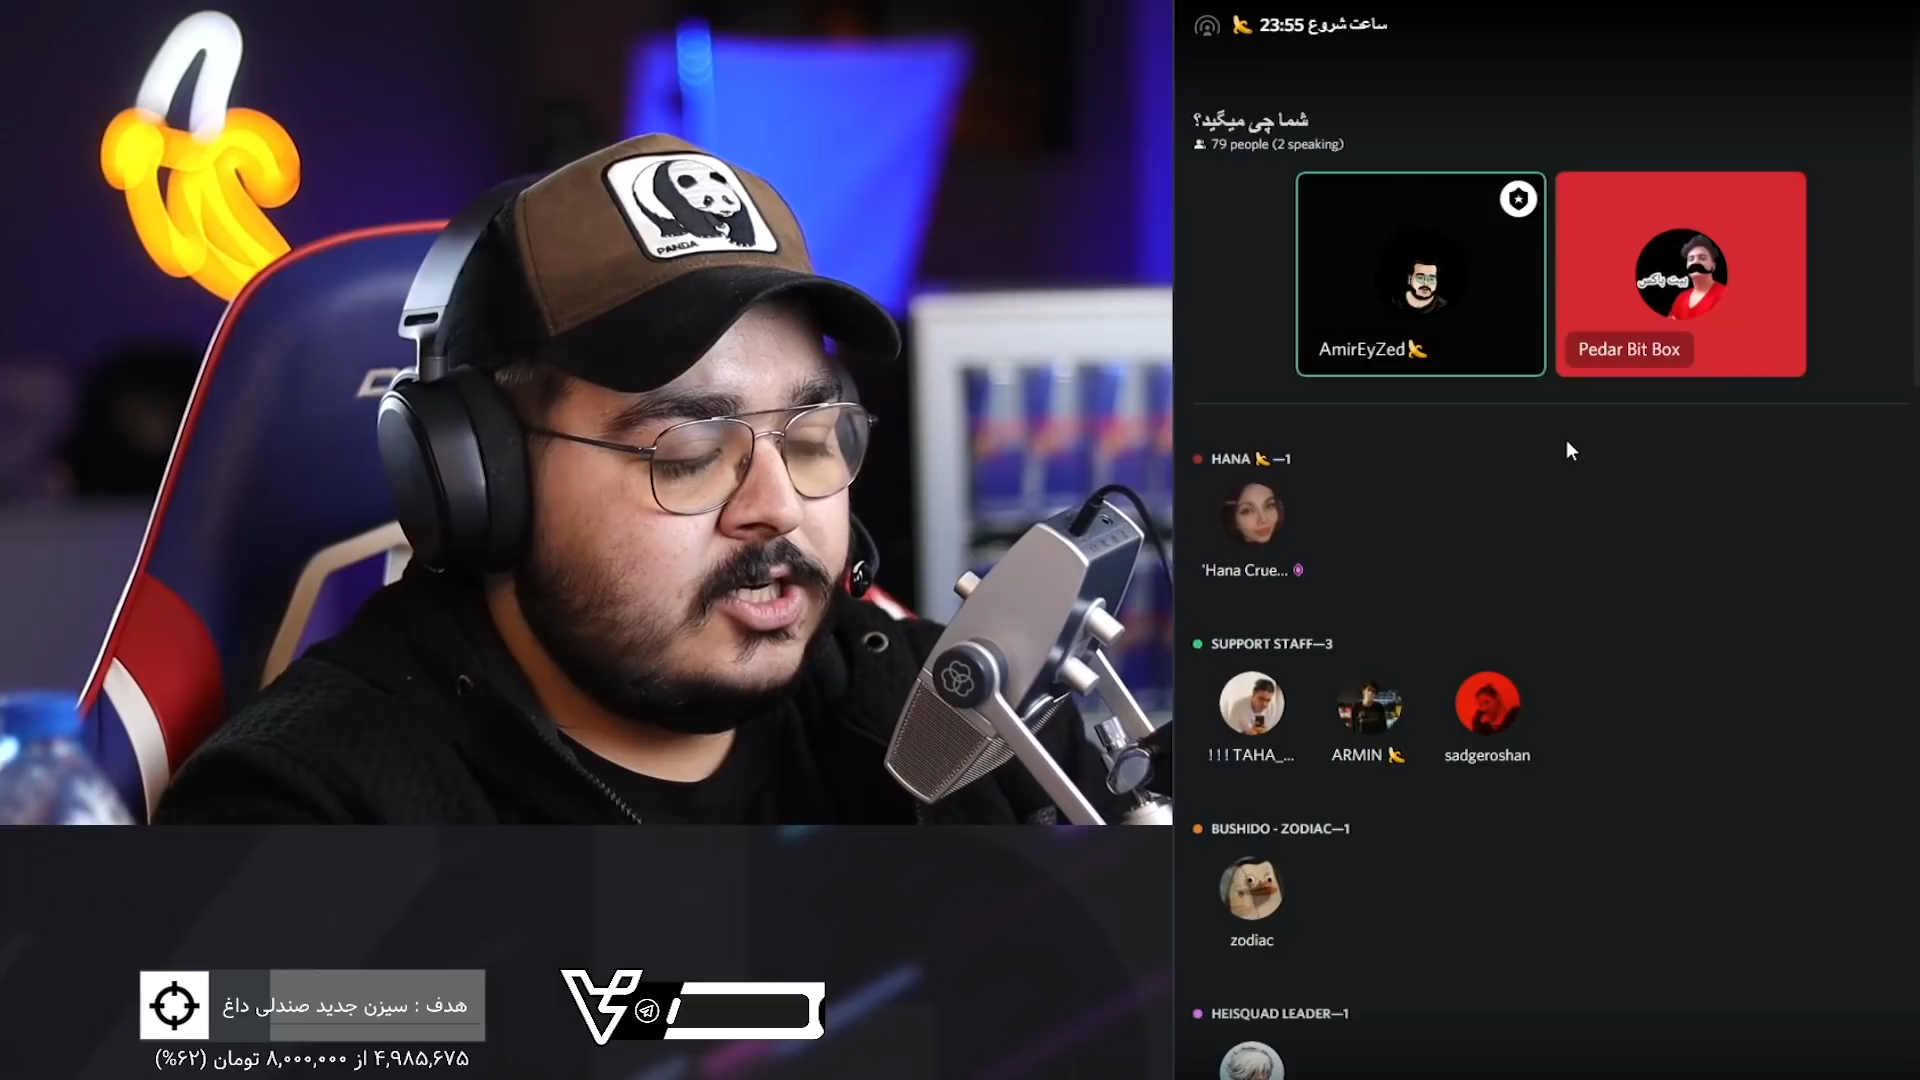 PANDA
ساعت شروع 23:55
شما چی میگید؟
79 people (2 speaking)
AmirEyZed
بیت باکس
Pedar Bit Box
HANA —1
'Hana Crue...
SUPPORT STAFF—3
!!! TAHA_...
ARMIN
sadgeroshan
BUSHIDO - ZODIAC—1
zodiac
HEISQUAD LEADER—1
هدف : سیزن جدید صندلی داغ
۴,۹۸۵,۶۷۵ از ۸,۰۰۰,۰۰۰ تومان (۶۲%)